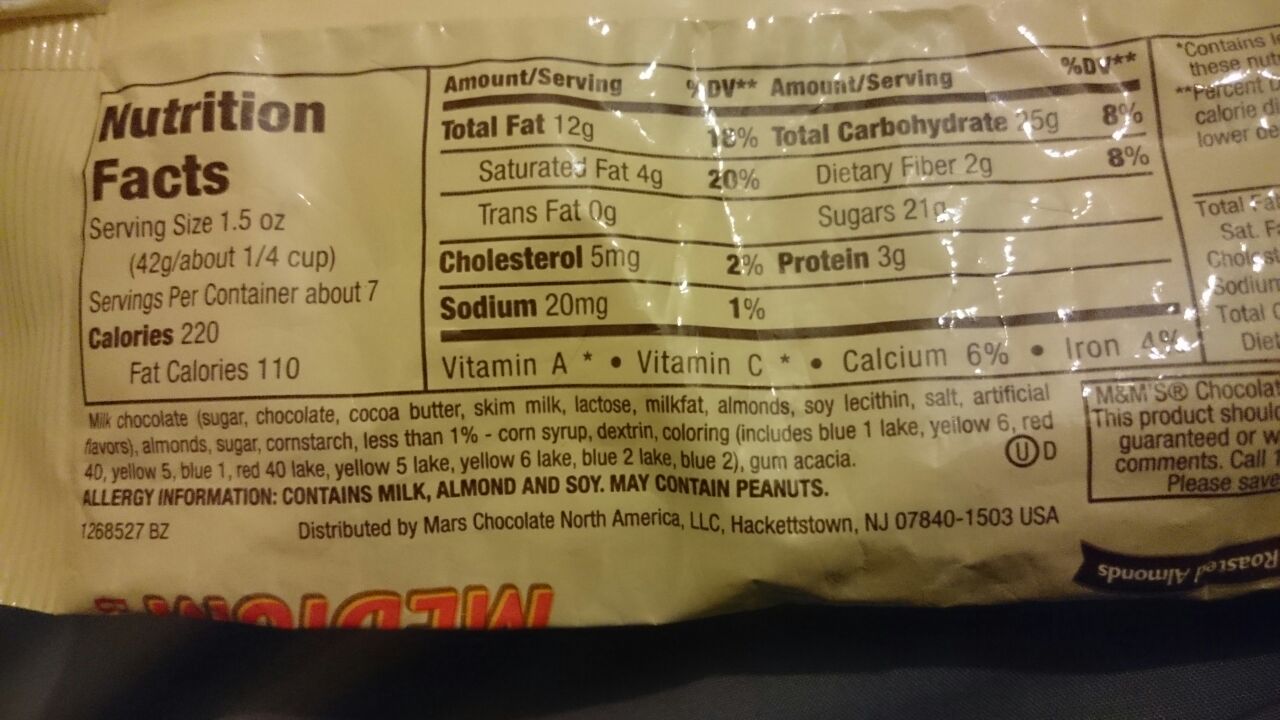 Nutrition
Facts
Serving Size 1.5 oz
(42g/about 1/4 cup)
Servings Per Container about 7
Calories 220
Fat Calories 110
Amount/Serving %DV** Amount/Serving %DV**
Total Fat 12g 18% Total Carbohydrate 25g 8%
Saturated Fat 4g 20% Dietary Fiber 2g 8%
Trans Fat 0g Sugars 21g
Cholesterol 5mg 2% Protein 3g
Sodium 20mg 1%
Vitamin A * • Vitamin C * • Calcium 6% • Iron 4%
*Contains
these
**Percent
calorie
lower
Total
Sat.
Sodium
Total
Milk chocolate (sugar, chocolate, cocoa butter, skim milk, lactose, milkfat, almonds, soy lecithin, salt, artificial
flavors), almonds, sugar, cornstarch, less than 1% - corn syrup, dextrin, coloring (includes blue 1 lake, yellow 6, red
40, yellow 5, blue 1, red 40 lake, yellow 5 lake, yellow 6 lake, blue 2 lake, blue 2), gum acacia.
ALLERGY INFORMATION: CONTAINS MILK, ALMOND AND SOY. MAY CONTAIN PEANUTS.
U D
1268527 BZ
Distributed by Mars Chocolate North America, LLC, Hackettstown, NJ 07840-1503 USA
M&M'S®
This product
guaranteed or
comments. Call
Please save
Roasted Almonds